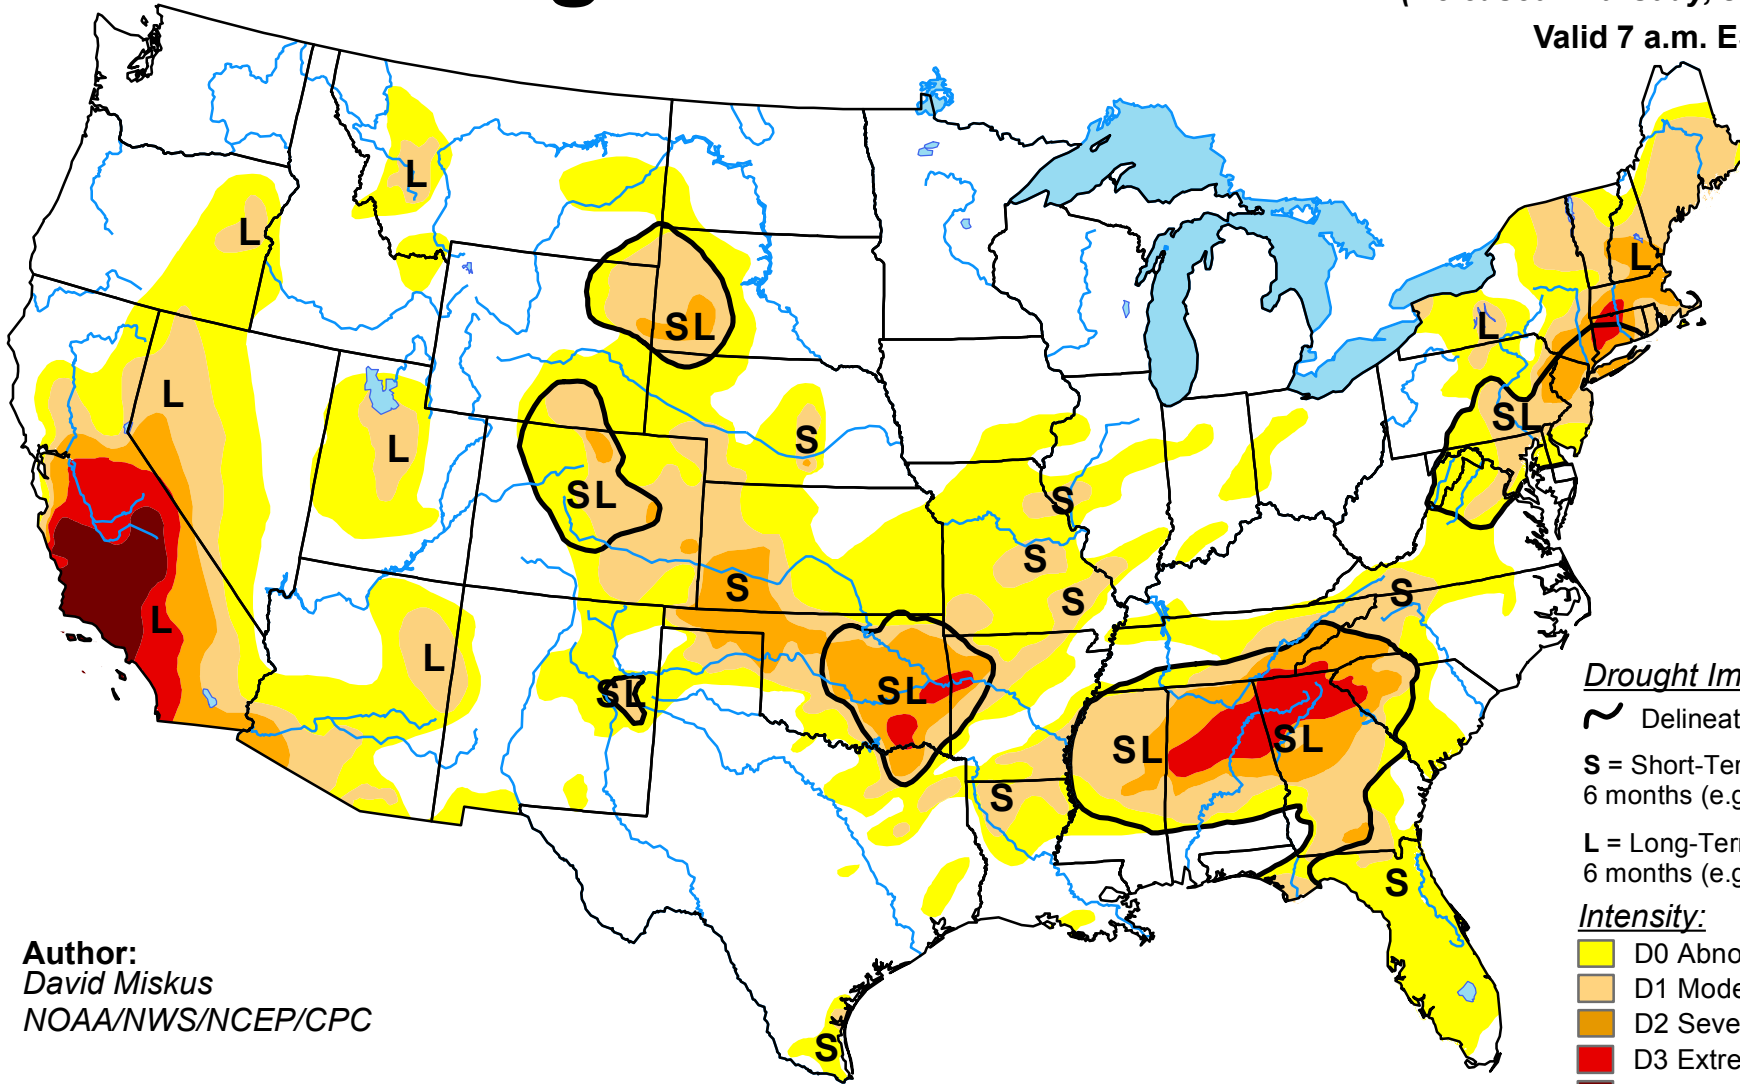 Valid 7 a.m. E
L
L
SL
L
L
L
S
SL
SL
L
S
S
S
S
S
L
L
SL
SL
SL
SL
S
S
S
Drought Im
Delineat
S = Short-Ter
6 months (e.g
L = Long-Terr
6 months (e.g
Intensity:
D0 Abno
D1 Mode
D2 Seve
D3 Extre
Author:
David Miskus
NOAA/NWS/NCEP/CPC